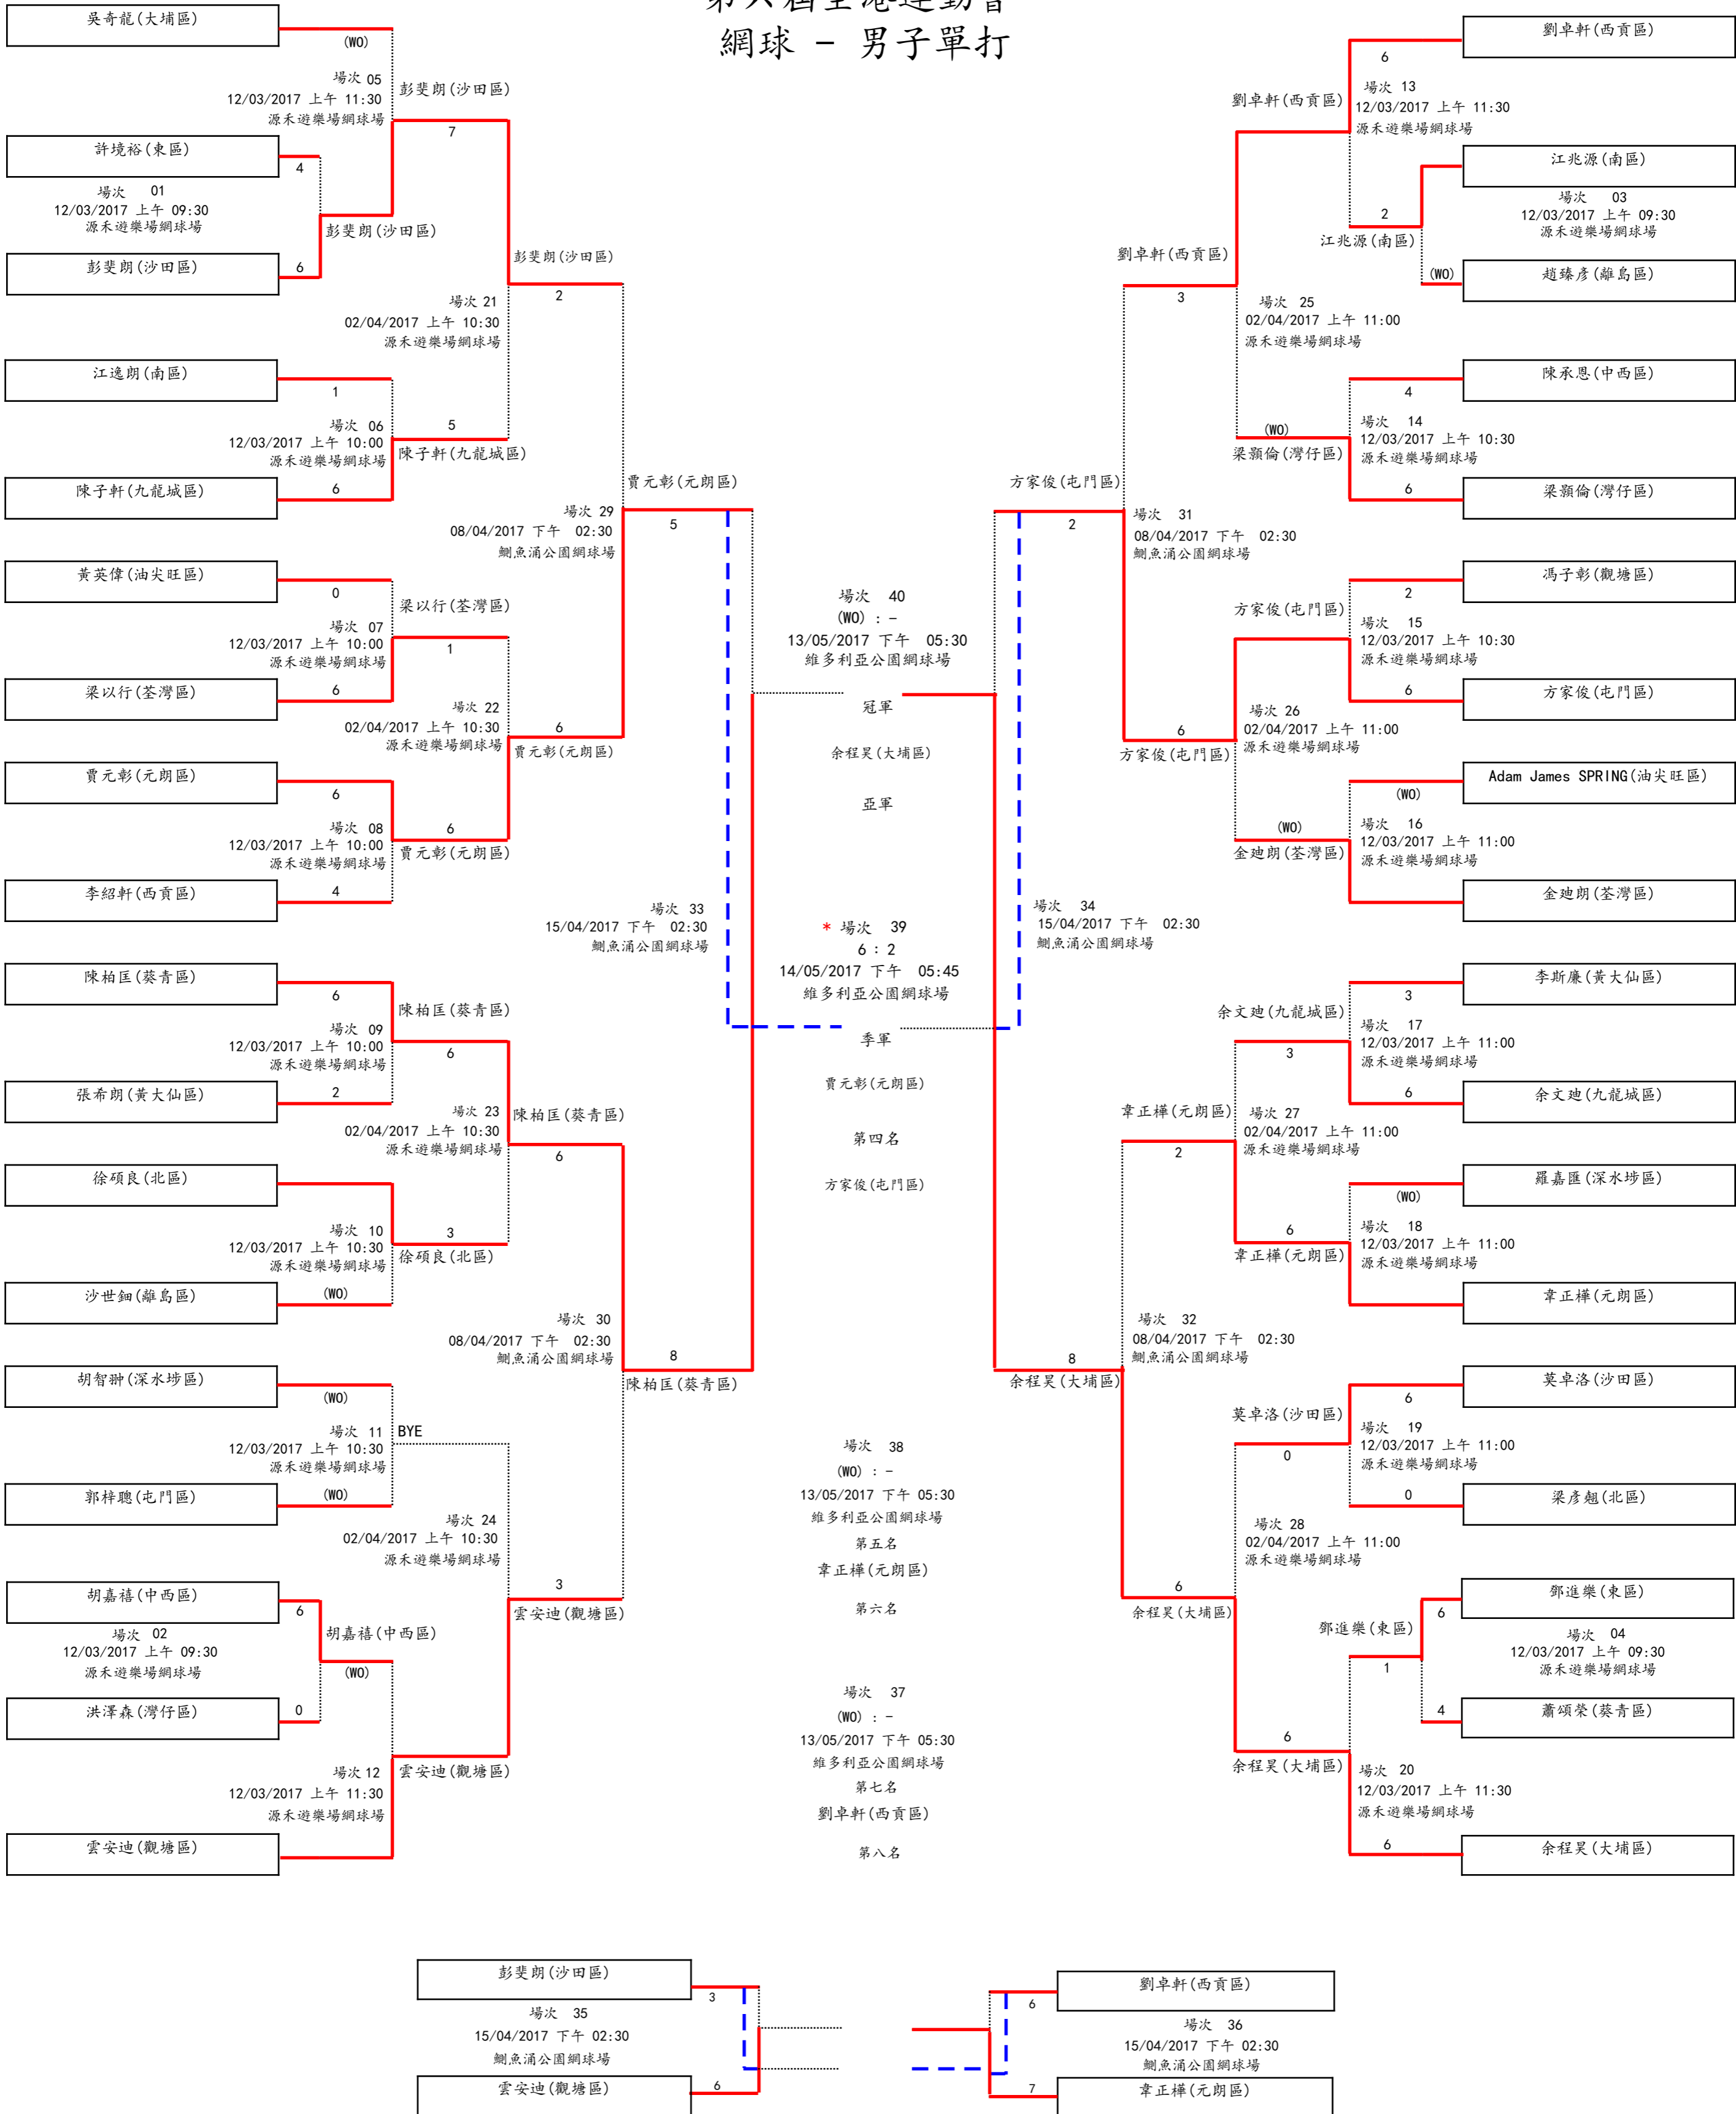 第六屆全港運動會
網球 – 男子單打
吳奇龍(大埔區)
(WO)
場次 05
12/03/2017 上午 11:30
源禾遊樂場網球場
彭斐朗(沙田區)
7
許境裕(東區)
4
場次 01
12/03/2017 上午 09:30
源禾遊樂場網球場
彭斐朗(沙田區)
彭斐朗(沙田區)
6
彭斐朗(沙田區)
2
場次 21
02/04/2017 上午 10:30
源禾遊樂場網球場
江逸朗(南區)
1
場次 06
12/03/2017 上午 10:00
源禾遊樂場網球場
5
陳子軒(九龍城區)
陳子軒(九龍城區)
6
賈元彰(元朗區)
5
場次 29
08/04/2017 下午 02:30
鰂魚涌公園網球場
黃英偉(油尖旺區)
0
梁以行(荃灣區)
場次 07
12/03/2017 上午 10:00
源禾遊樂場網球場
1
梁以行(荃灣區)
6
場次 22
02/04/2017 上午 10:30
源禾遊樂場網球場
6
賈元彰(元朗區)
賈元彰(元朗區)
6
場次 08
12/03/2017 上午 10:00
源禾遊樂場網球場
6
賈元彰(元朗區)
李紹軒(西貢區)
4
場次 33
15/04/2017 下午 02:30
鰂魚涌公園網球場
陳柏匡(葵青區)
6
陳柏匡(葵青區)
場次 09
12/03/2017 上午 10:00
源禾遊樂場網球場
6
張希朗(黃大仙區)
2
場次 23
02/04/2017 上午 10:30
源禾遊樂場網球場
陳柏匡(葵青區)
6
徐碩良(北區)
場次 10
12/03/2017 上午 10:30
源禾遊樂場網球場
3
徐碩良(北區)
沙世鈿(離島區)
(WO)
場次 30
08/04/2017 下午 02:30
鰂魚涌公園網球場
8
陳柏匡(葵青區)
胡智翀(深水埗區)
(WO)
場次 11
12/03/2017 上午 10:30
源禾遊樂場網球場
BYE
郭梓聰(屯門區)
(WO)
場次 24
02/04/2017 上午 10:30
源禾遊樂場網球場
3
雲安迪(觀塘區)
胡嘉禧(中西區)
6
場次 02
12/03/2017 上午 09:30
源禾遊樂場網球場
胡嘉禧(中西區)
(WO)
洪澤森(灣仔區)
0
場次 12
12/03/2017 上午 11:30
源禾遊樂場網球場
雲安迪(觀塘區)
雲安迪(觀塘區)
場次 40
(WO) : –
13/05/2017 下午 05:30
維多利亞公園網球場
冠軍
余程昊(大埔區)
亞軍
* 場次 39
6 : 2
14/05/2017 下午 05:45
維多利亞公園網球場
季軍
賈元彰(元朗區)
第四名
方家俊(屯門區)
場次 38
(WO) : –
13/05/2017 下午 05:30
維多利亞公園網球場
第五名
韋正樺(元朗區)
第六名
場次 37
(WO) : –
13/05/2017 下午 05:30
維多利亞公園網球場
第七名
劉卓軒(西貢區)
第八名
劉卓軒(西貢區)
6
場次 13
12/03/2017 上午 11:30
源禾遊樂場網球場
劉卓軒(西貢區)
江兆源(南區)
場次 03
12/03/2017 上午 09:30
源禾遊樂場網球場
2
江兆源(南區)
(WO)
趙臻彥(離島區)
劉卓軒(西貢區)
3
場次 25
02/04/2017 上午 11:00
源禾遊樂場網球場
陳承恩(中西區)
4
場次 14
12/03/2017 上午 10:30
源禾遊樂場網球場
(WO)
梁顥倫(灣仔區)
6
梁顥倫(灣仔區)
方家俊(屯門區)
2
場次 31
08/04/2017 下午 02:30
鰂魚涌公園網球場
馮子彰(觀塘區)
2
方家俊(屯門區)
場次 15
12/03/2017 上午 10:30
源禾遊樂場網球場
6
方家俊(屯門區)
場次 26
02/04/2017 上午 11:00
源禾遊樂場網球場
6
方家俊(屯門區)
Adam James SPRING(油尖旺區)
(WO)
場次 16
12/03/2017 上午 11:00
源禾遊樂場網球場
(WO)
金廸朗(荃灣區)
金廸朗(荃灣區)
場次 34
15/04/2017 下午 02:30
鰂魚涌公園網球場
李斯廉(黃大仙區)
3
余文廸(九龍城區)
場次 17
12/03/2017 上午 11:00
源禾遊樂場網球場
3
6
余文廸(九龍城區)
韋正樺(元朗區)
2
場次 27
02/04/2017 上午 11:00
源禾遊樂場網球場
羅嘉匯(深水埗區)
(WO)
場次 18
12/03/2017 上午 11:00
源禾遊樂場網球場
6
韋正樺(元朗區)
韋正樺(元朗區)
場次 32
08/04/2017 下午 02:30
鰂魚涌公園網球場
8
余程昊(大埔區)
莫卓洛(沙田區)
6
莫卓洛(沙田區)
0
場次 19
12/03/2017 上午 11:00
源禾遊樂場網球場
0
梁彥翹(北區)
場次 28
02/04/2017 上午 11:00
源禾遊樂場網球場
6
余程昊(大埔區)
鄧進樂(東區)
6
場次 04
12/03/2017 上午 09:30
源禾遊樂場網球場
鄧進樂(東區)
1
4
蕭頌榮(葵青區)
6
余程昊(大埔區)
場次 20
12/03/2017 上午 11:30
源禾遊樂場網球場
6
余程昊(大埔區)
彭斐朗(沙田區)
3
場次 35
15/04/2017 下午 02:30
鰂魚涌公園網球場
雲安迪(觀塘區)
6
劉卓軒(西貢區)
6
場次 36
15/04/2017 下午 02:30
鰂魚涌公園網球場
7
韋正樺(元朗區)